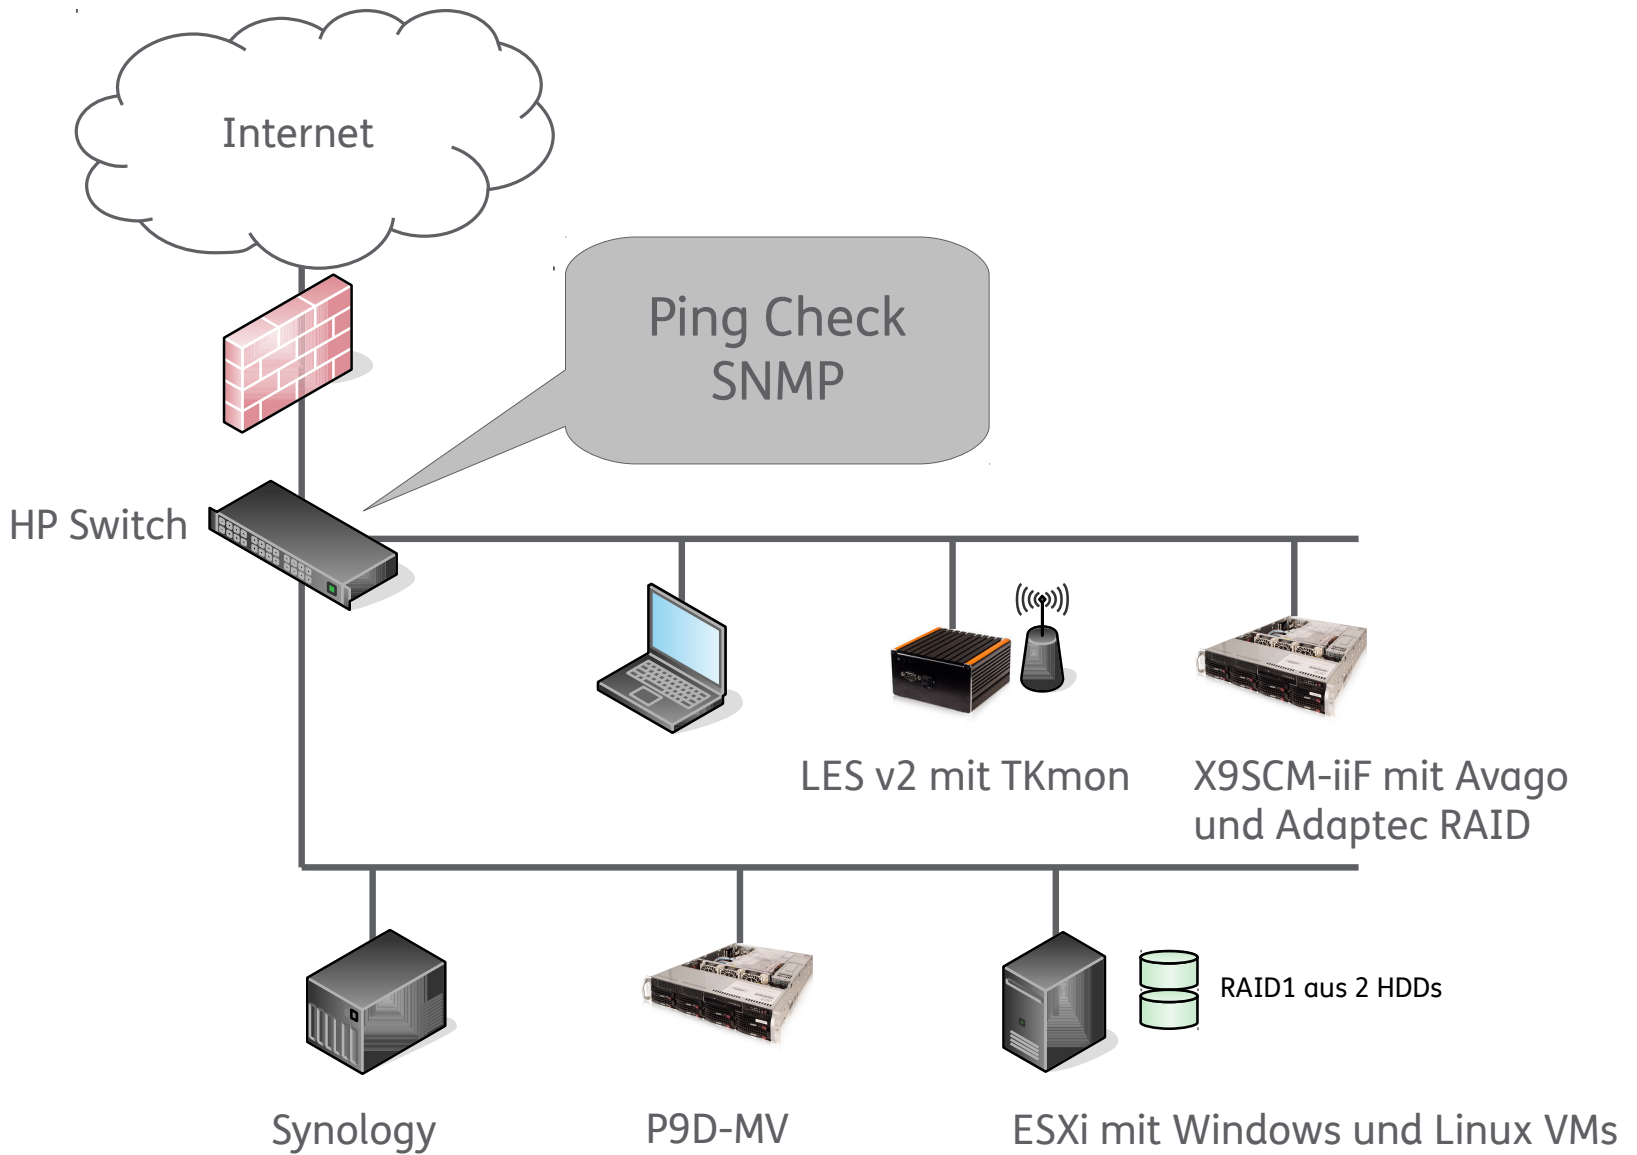 Internet
Ping Check
SNMP
HP Switch
LES v2 mit TKmon
X9SCM-iiF mit Avago
und Adaptec RAID
RAID1 aus 2 HDDs
Synology
P9D-MV
ESXi mit Windows und Linux VMs